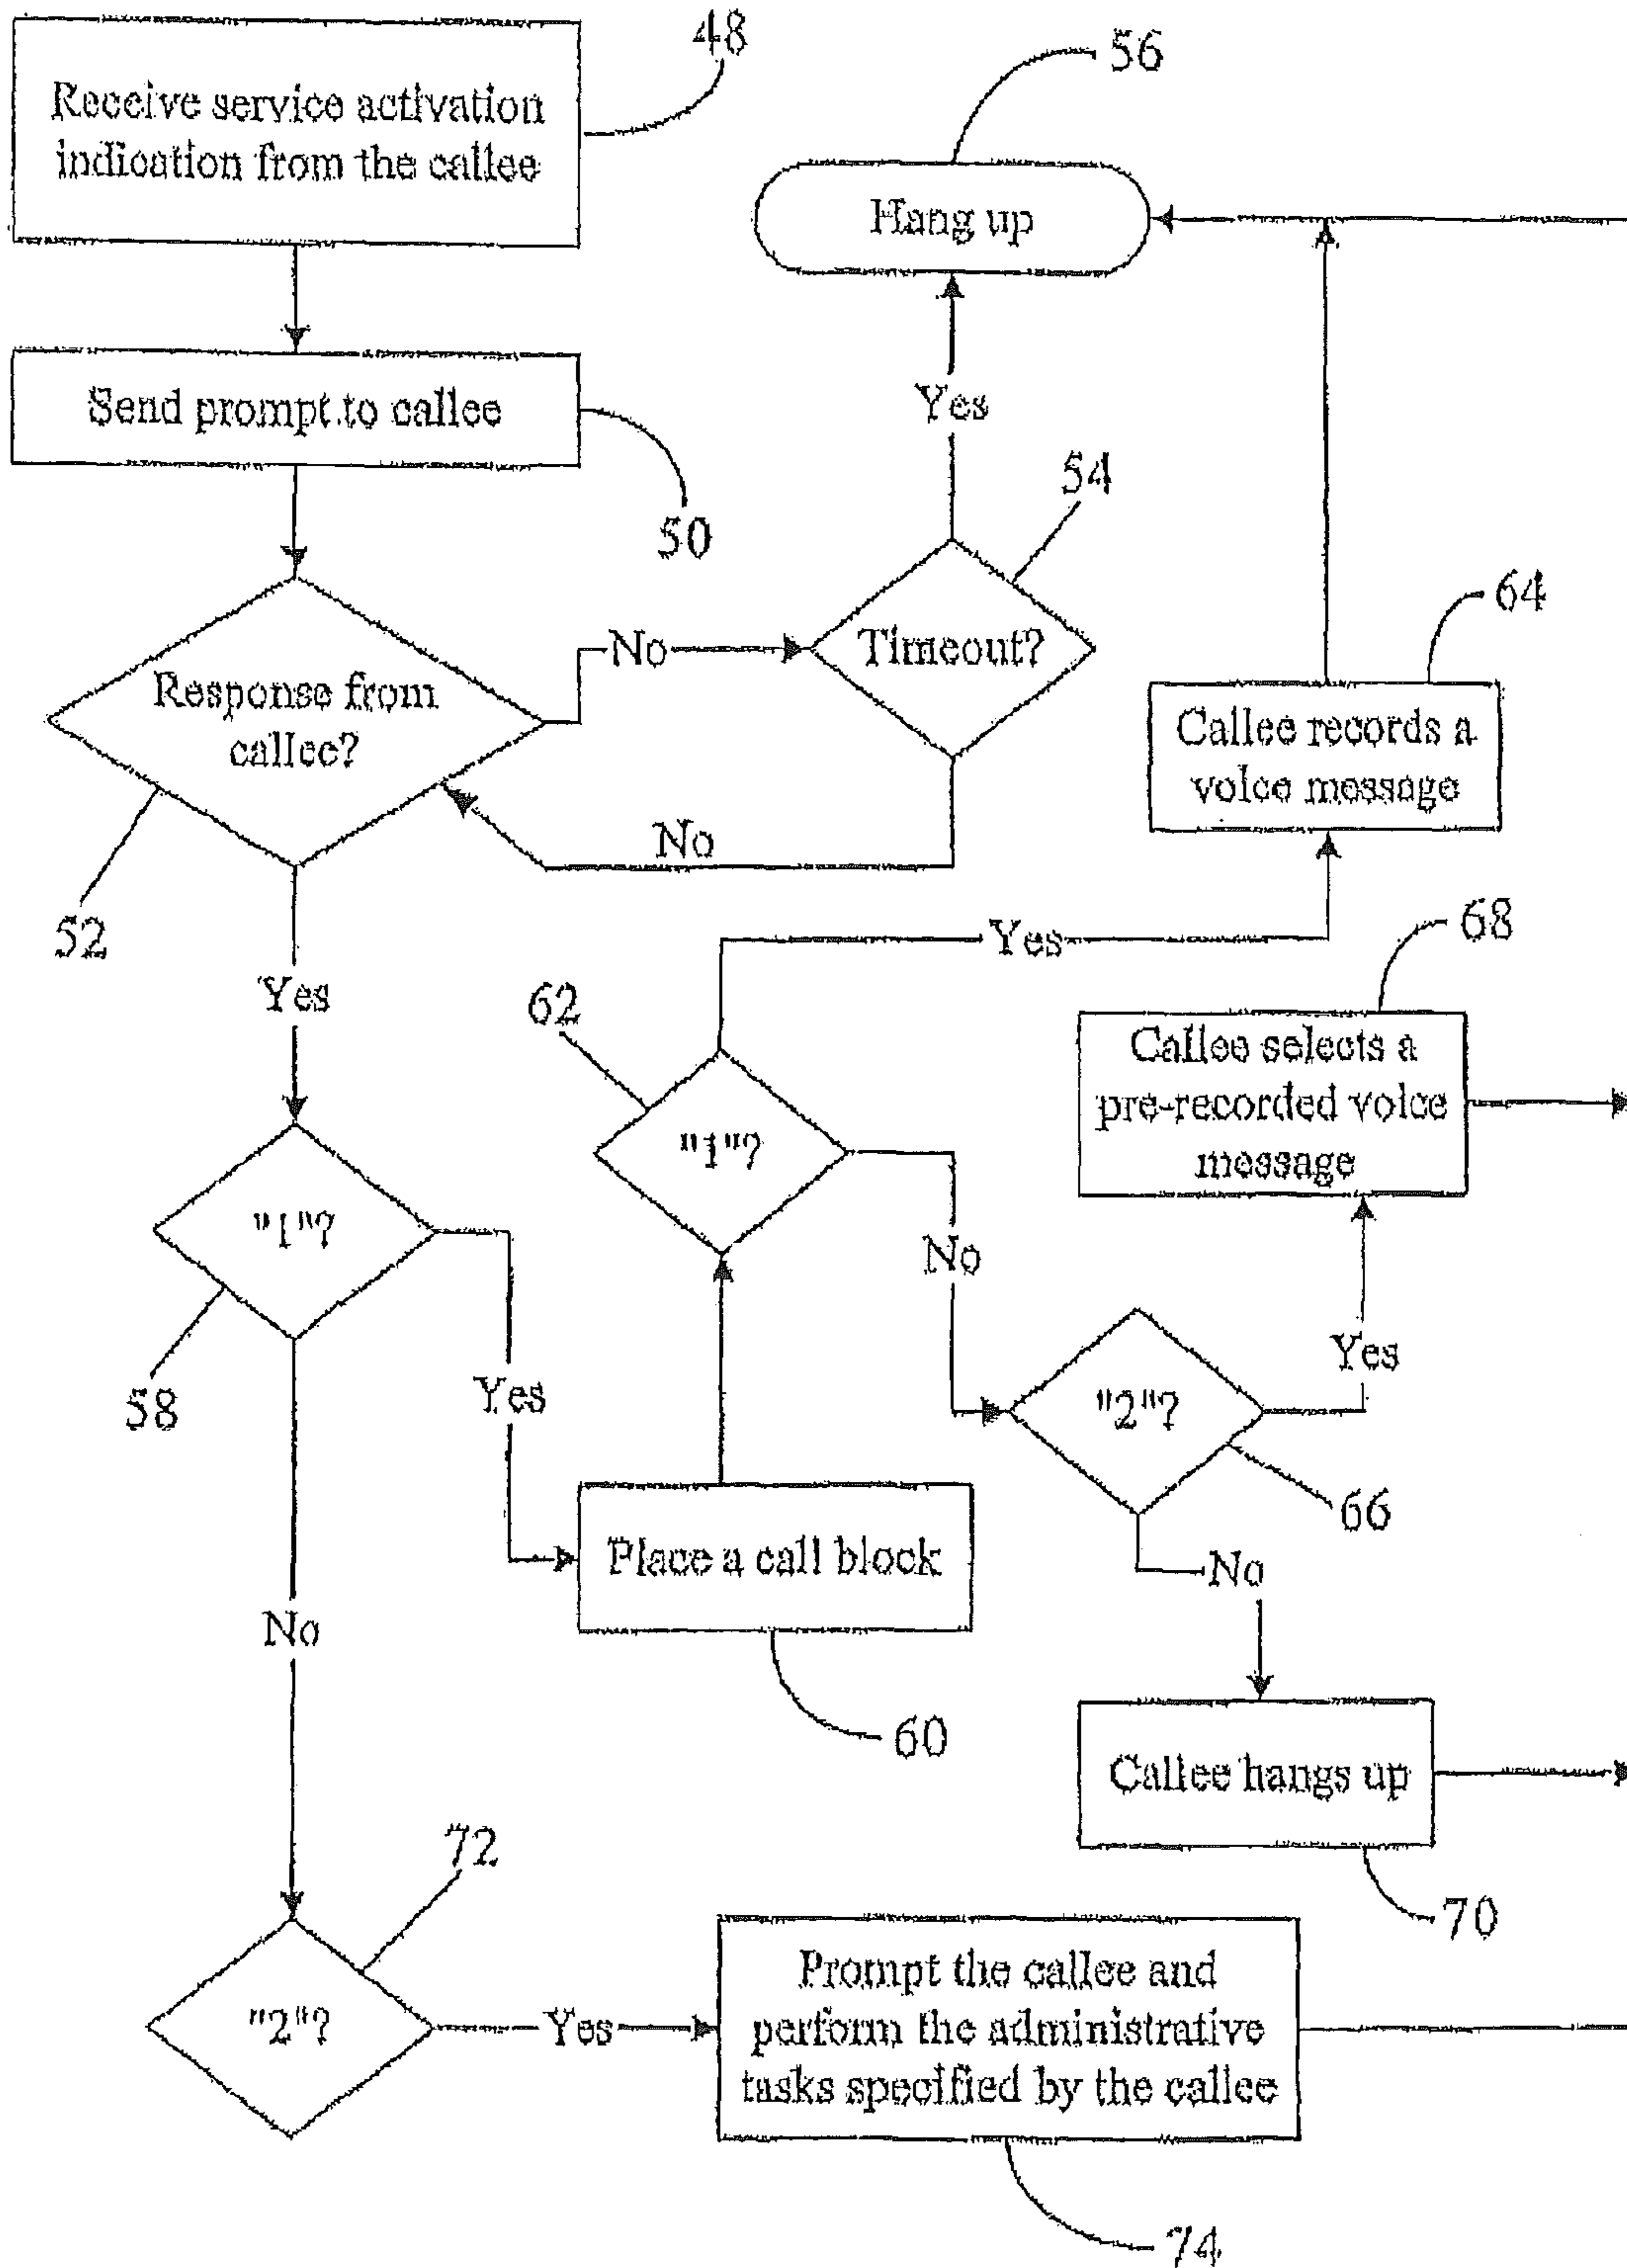 48
Receive service activation
indication from the callee
56
Hang up
Send prompt to callee
50
Yes
54
Timeout?
No
Response from
callee?
64
Callee records a
voice message
No
52
Yes
Yes
68
Callee selects a
pre-recorded voice
message
62
"1"?
"1"?
58
Yes
No
Yes
"2"?
66
Place a call block
60
No
No
Callee hangs up
70
72
"2"?
Yes
Prompt the callee and
perform the administrative
tasks specified by the callee
74